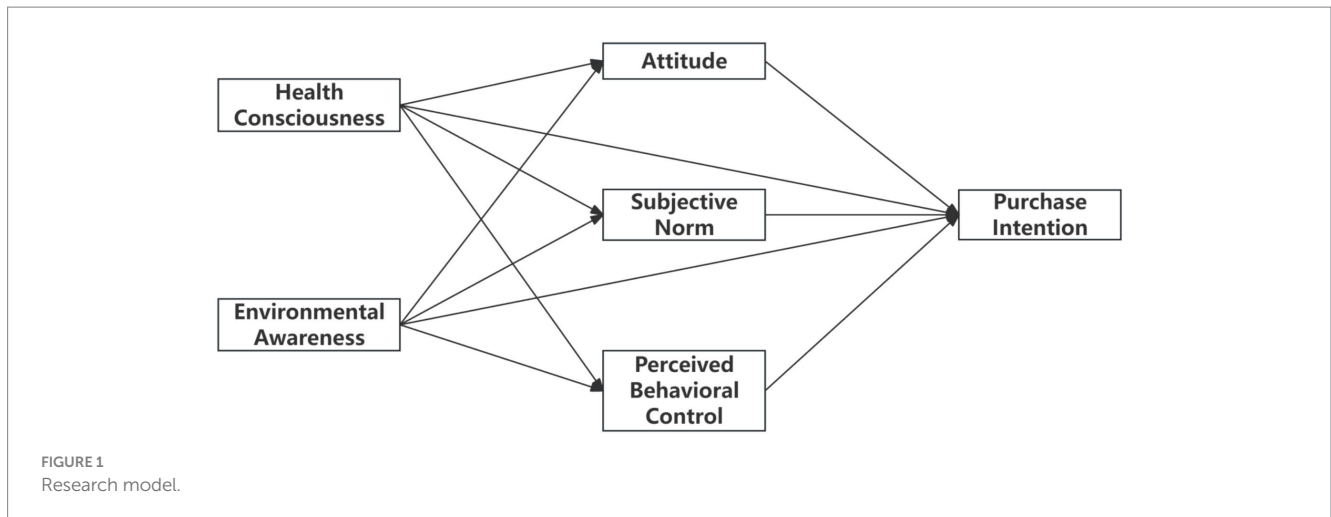 Attitude
Health
Consciousness
Subjective
Norm
Purchase
Intention
Environmental
Awareness
Perceived
Behavioral
Control
FIGURE 1
Research model.